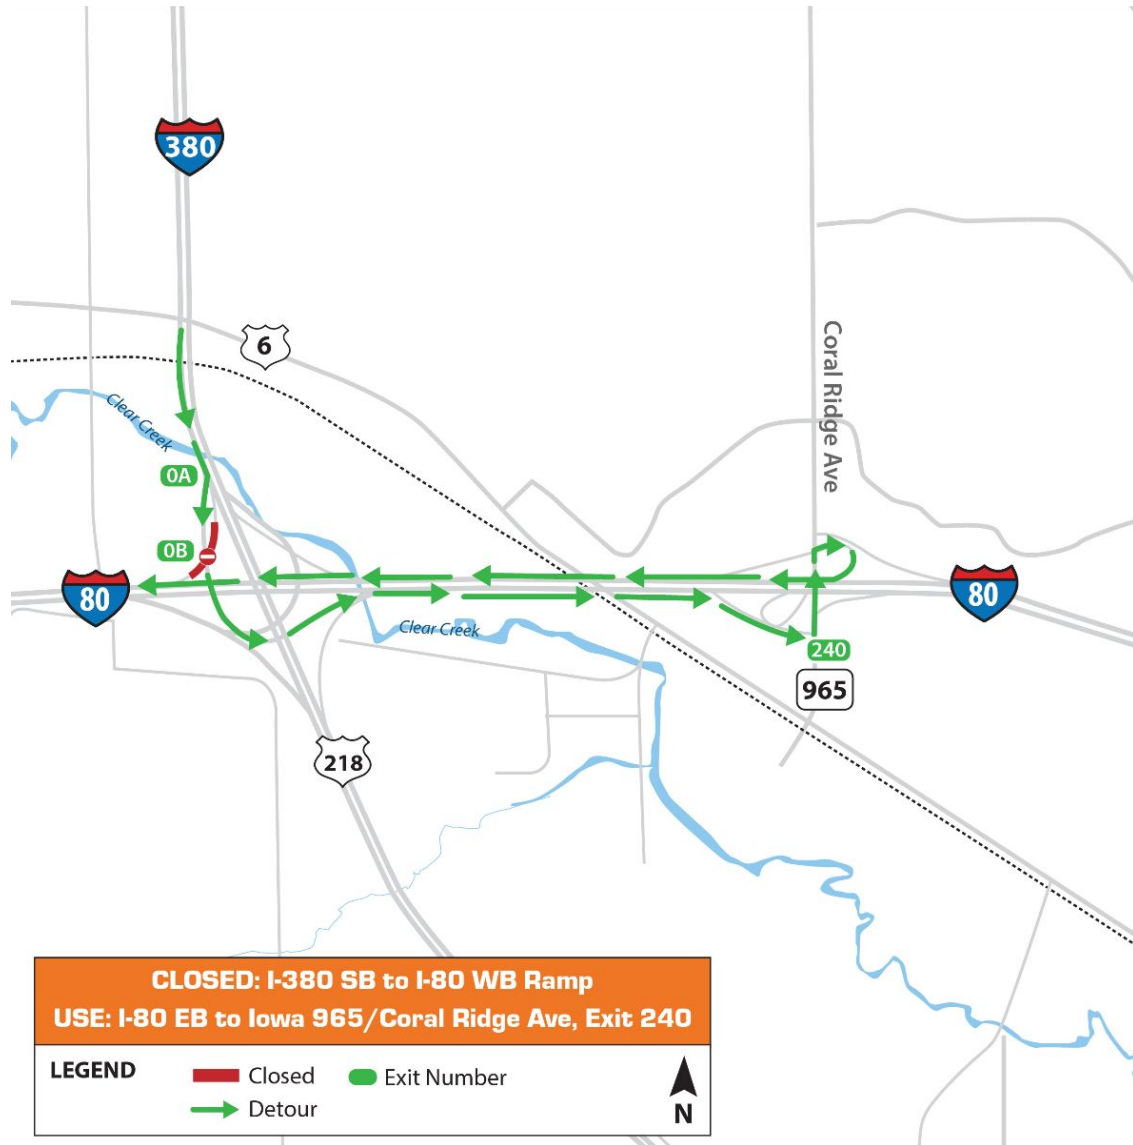 380
6
Coral Ridge Ave
Clear Creek
0A
0B
80
80
Clear Creek
240
965
218
CLOSED: I-380 SB to I-80 WB Ramp
USE: I-80 EB to Iowa 965/Coral Ridge Ave, Exit 240
LEGEND
Closed
Exit Number
Detour
N